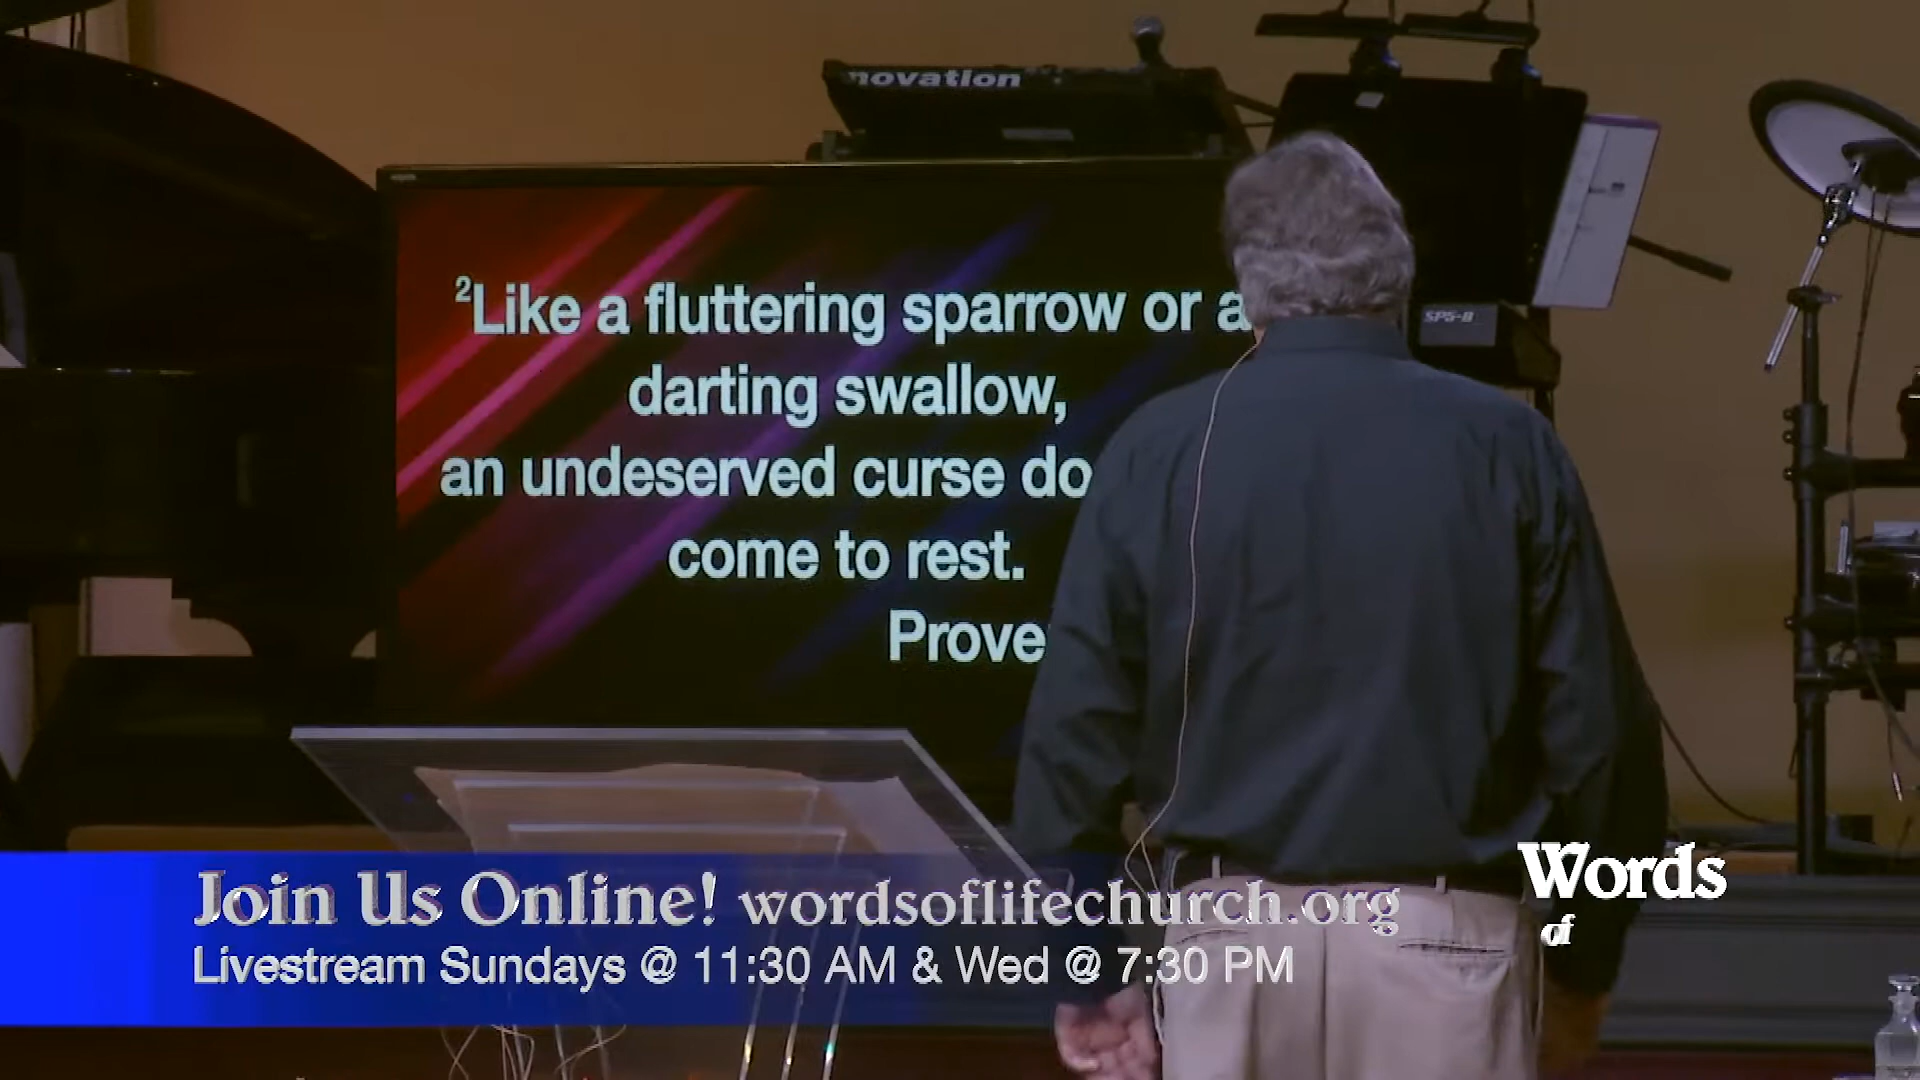 novation
SPS-8
²Like a fluttering sparrow or a
darting swallow,
an undeserved curse do
come to rest.
Prove
Join Us Online! wordsoflifechurch.org
Livestream Sundays @ 11:30 AM & Wed @ 7:30 PM
Words
of